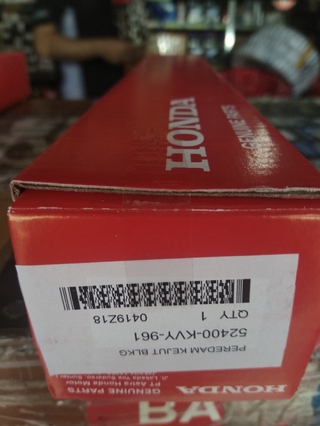 HONDA
GENUINE PARTS
PEREDAM KEJUT BLKG
52400-KVY-961
QTY 1 0419Z18
HONDA
GENUINE PARTS
PT Astra Honda Motor